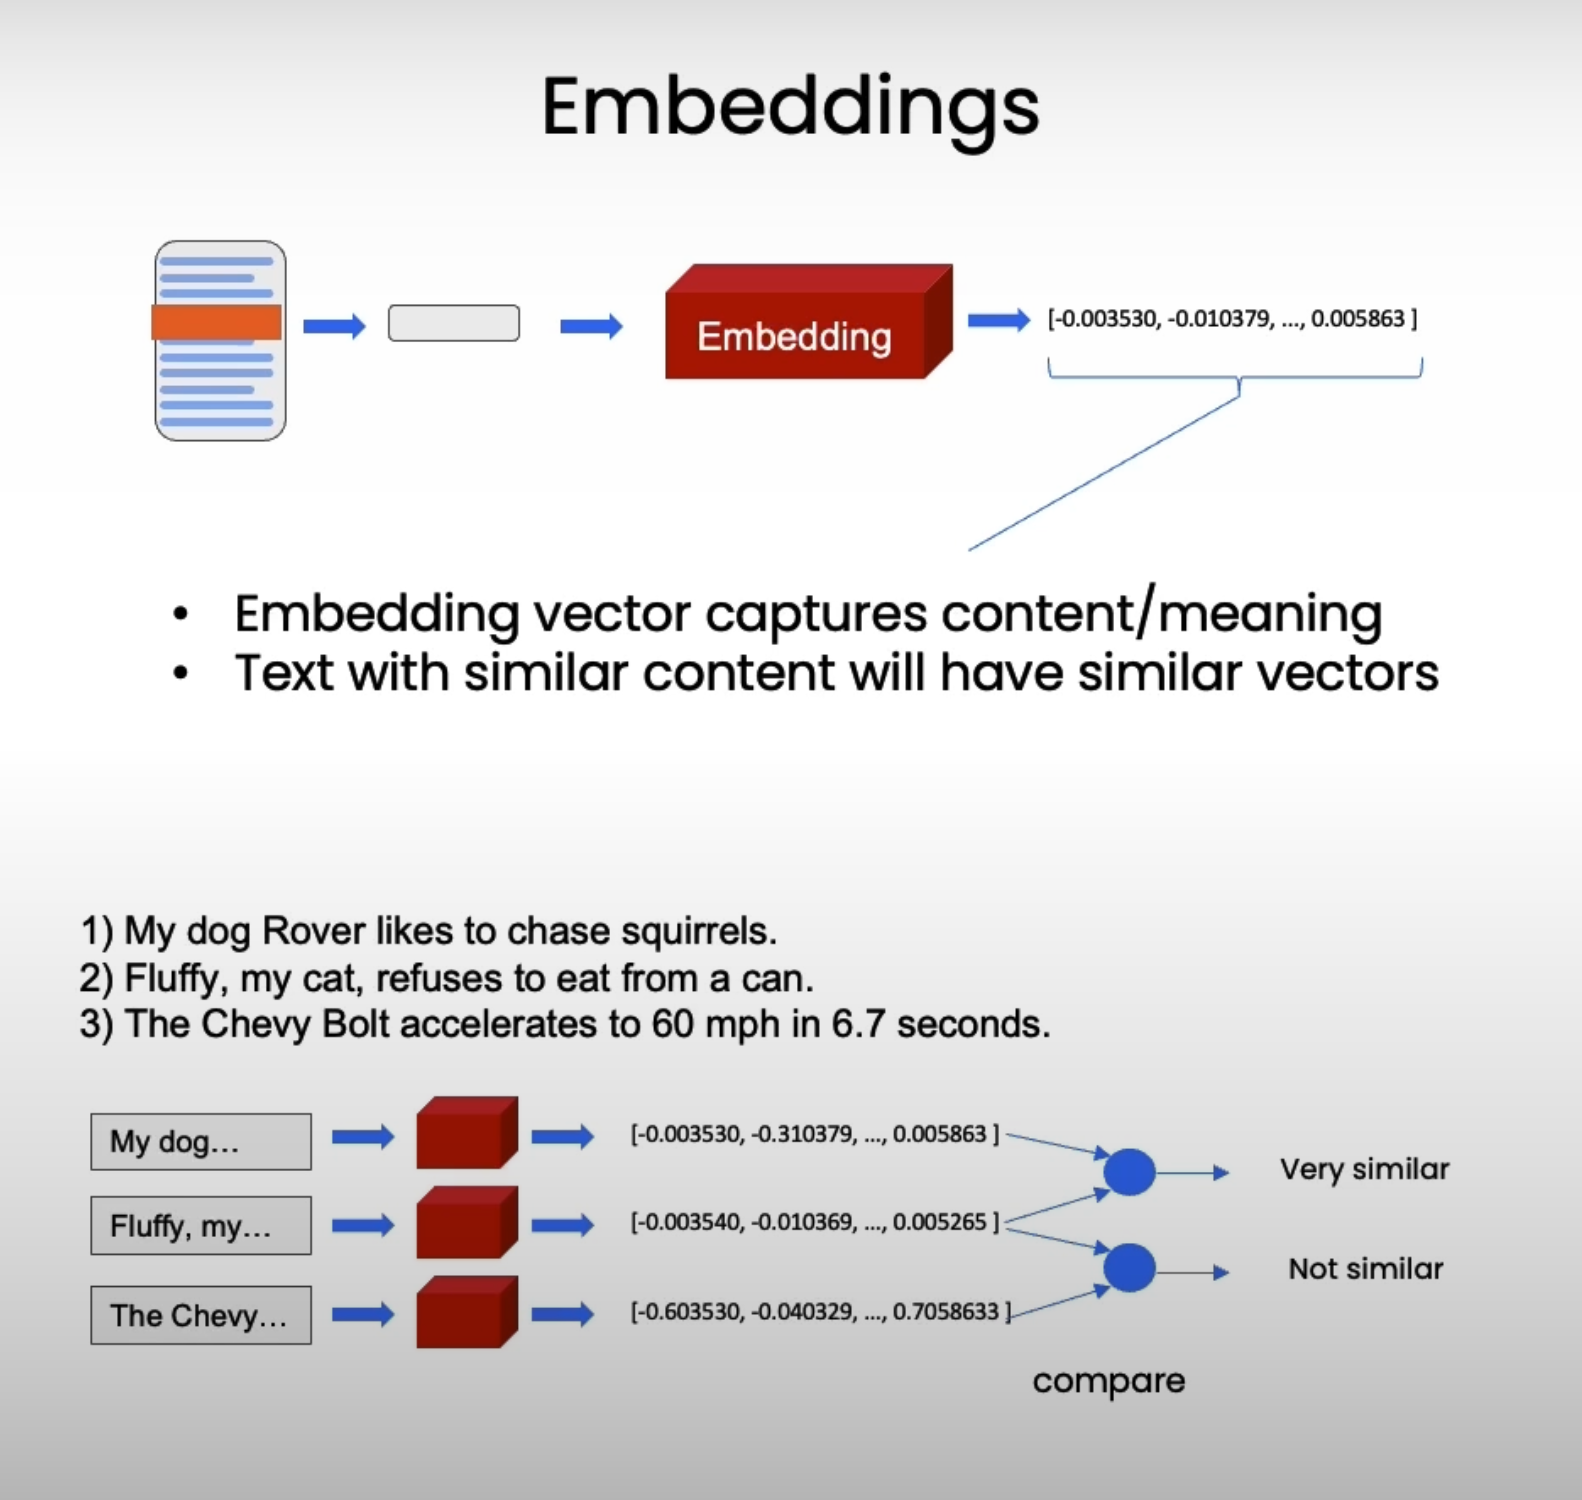 Embeddings
Embedding
[-0.003530, -0.010379, ..., 0.005863 ]
• Embedding vector captures content/meaning
• Text with similar content will have similar vectors
1) My dog Rover likes to chase squirrels.
2) Fluffy, my cat, refuses to eat from a can.
3) The Chevy Bolt accelerates to 60 mph in 6.7 seconds.
My dog...
[-0.003530, -0.310379, ..., 0.005863 ]
Very similar
Fluffy, my...
[-0.003540, -0.010369, ..., 0.005265 ]
Not similar
The Chevy...
[-0.603530, -0.040329, ..., 0.7058633 ]
compare